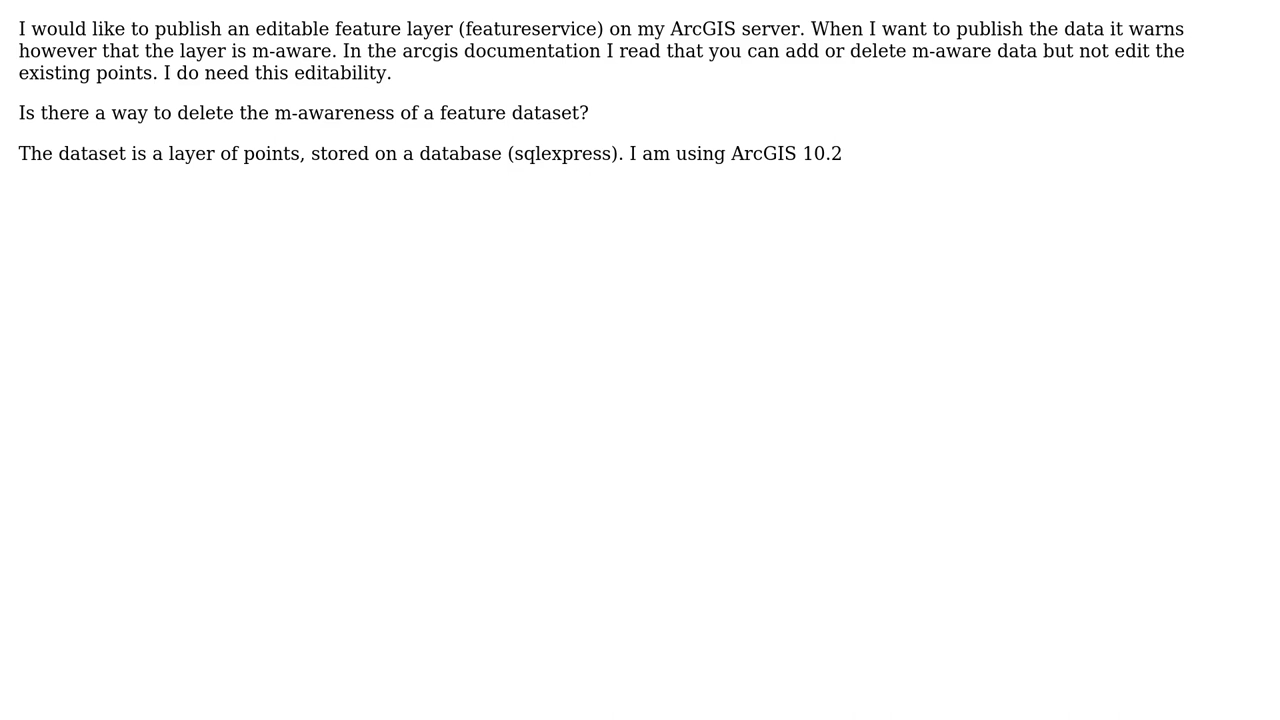 I would like to publish an editable feature layer (featureservice) on my ArcGIS server. When I want to publish the data it warns
however that the layer is m-aware. In the arcgis documentation I read that you can add or delete m-aware data but not edit the
existing points. I do need this editability.
Is there a way to delete the m-awareness of a feature dataset?
The dataset is a layer of points, stored on a database (sqlexpress). I am using ArcGIS 10.2